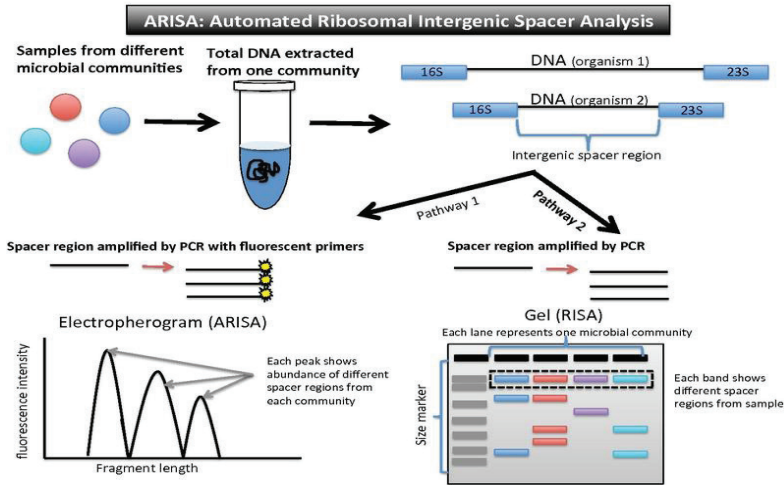 ARISA: Automated Ribosomal Intergenic Spacer Analysis
Samples from different
microbial communities
Total DNA extracted
from one community
DNA (organism 1)
16S
23S
DNA (organism 2)
16S
23S
Intergenic spacer region
Pathway 1
Pathway 2
Spacer region amplified by PCR with fluorescent primers
Electropherogram (ARISA)
fluorescence intensity
Each peak shows
abundance of different
spacer regions from
each community
Fragment length
Spacer region amplified by PCR
Gel (RISA)
Each lane represents one microbial community
Size marker
Each band shows
different spacer
regions from sample